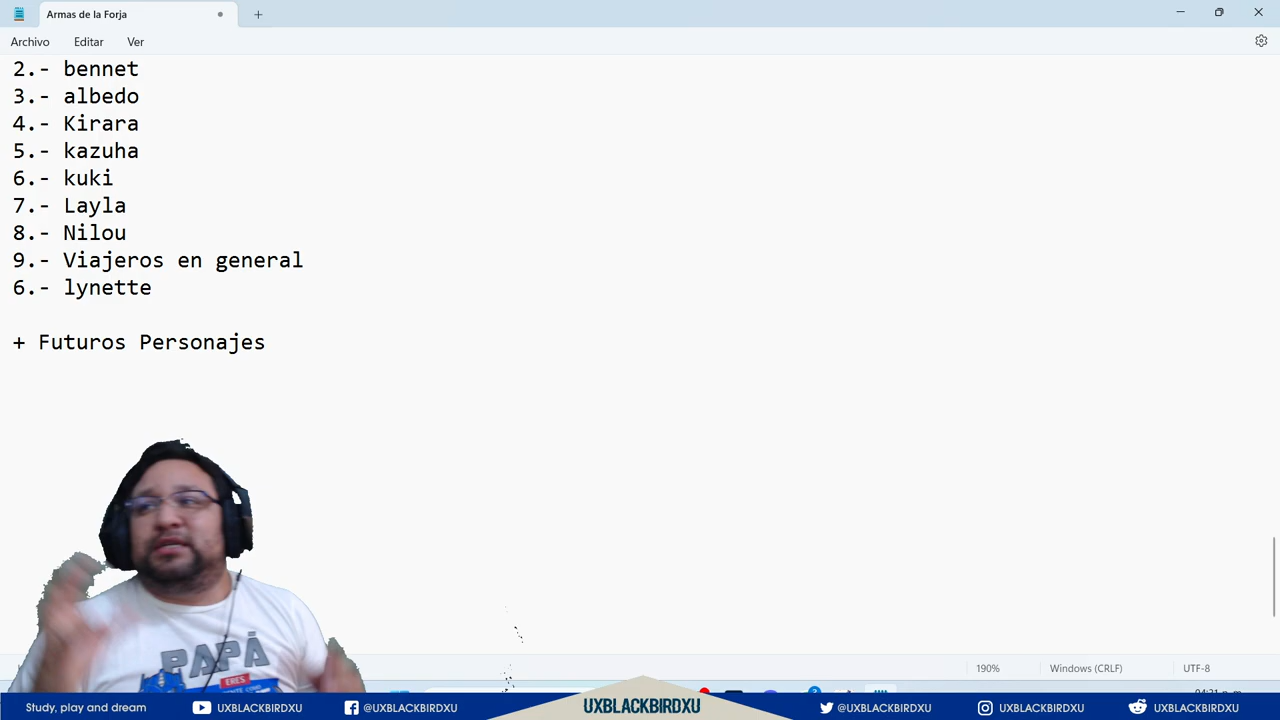 Armas de la Forja
Archivo Editar Ver
2.- bennet
3.- albedo
4.- Kirara
5.- kazuha
6.- kuki
7.- Layla
8.- Nilou
9.- Viajeros en general
6.- lynette
+ Futuros Personajes
PAPÁ
ERES
190% Windows (CRLF) UTF-8
Study, play and dream UXBLACKBIRDXU @UXBLACKBIRDXU UXBLACKBIRDXU @UXBLACKBIRDXU UXBLACKBIRDXU UXBLACKBIRDXU